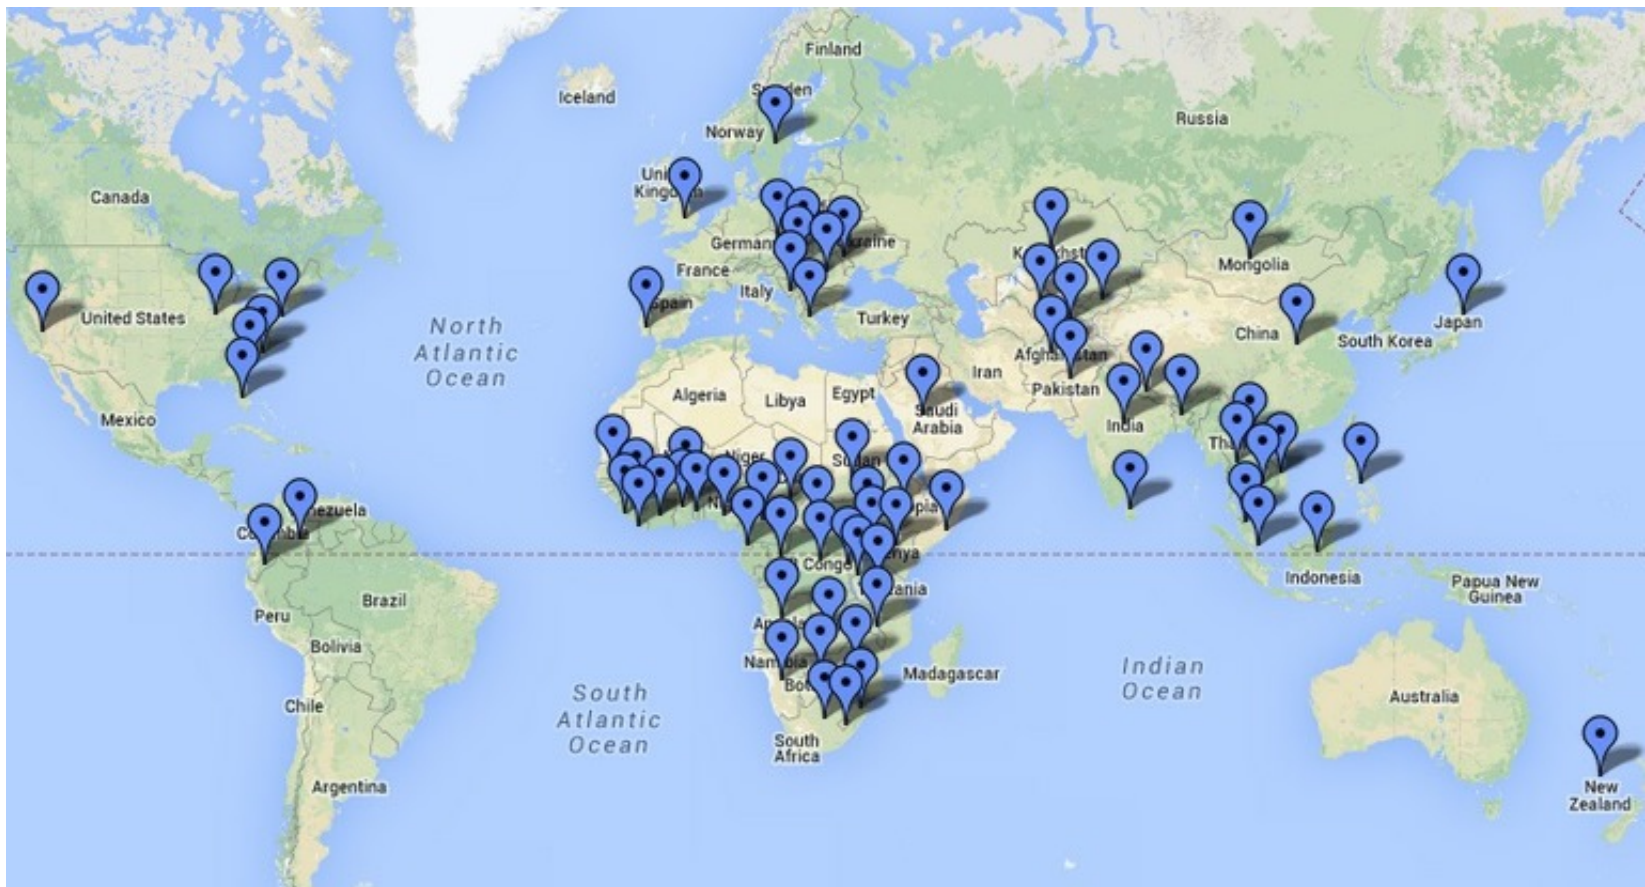 Finland
Iceland
Russia
Norway
Canada
Mongolia
France
Italy
United States
North
Atlantic
Ocean
Turkey
China
Japan
South Korea
Iran
Pakistan
Algeria
Libya
Egypt
Saudi
Arabia
India
Mexico
Congo
Indonesia
Papua New
Guinea
Brazil
Peru
Bolivia
Madagascar
Indian
Ocean
South
Atlantic
Ocean
Chile
Australia
South
Africa
Argentina
New
Zealand